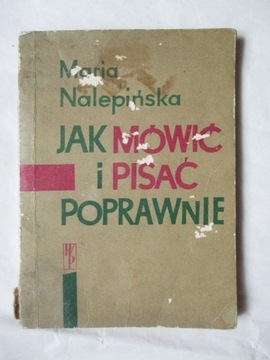 Maria
Nalepińska
JAK MÓWIĆ
i PISAĆ
POPRAWNIE